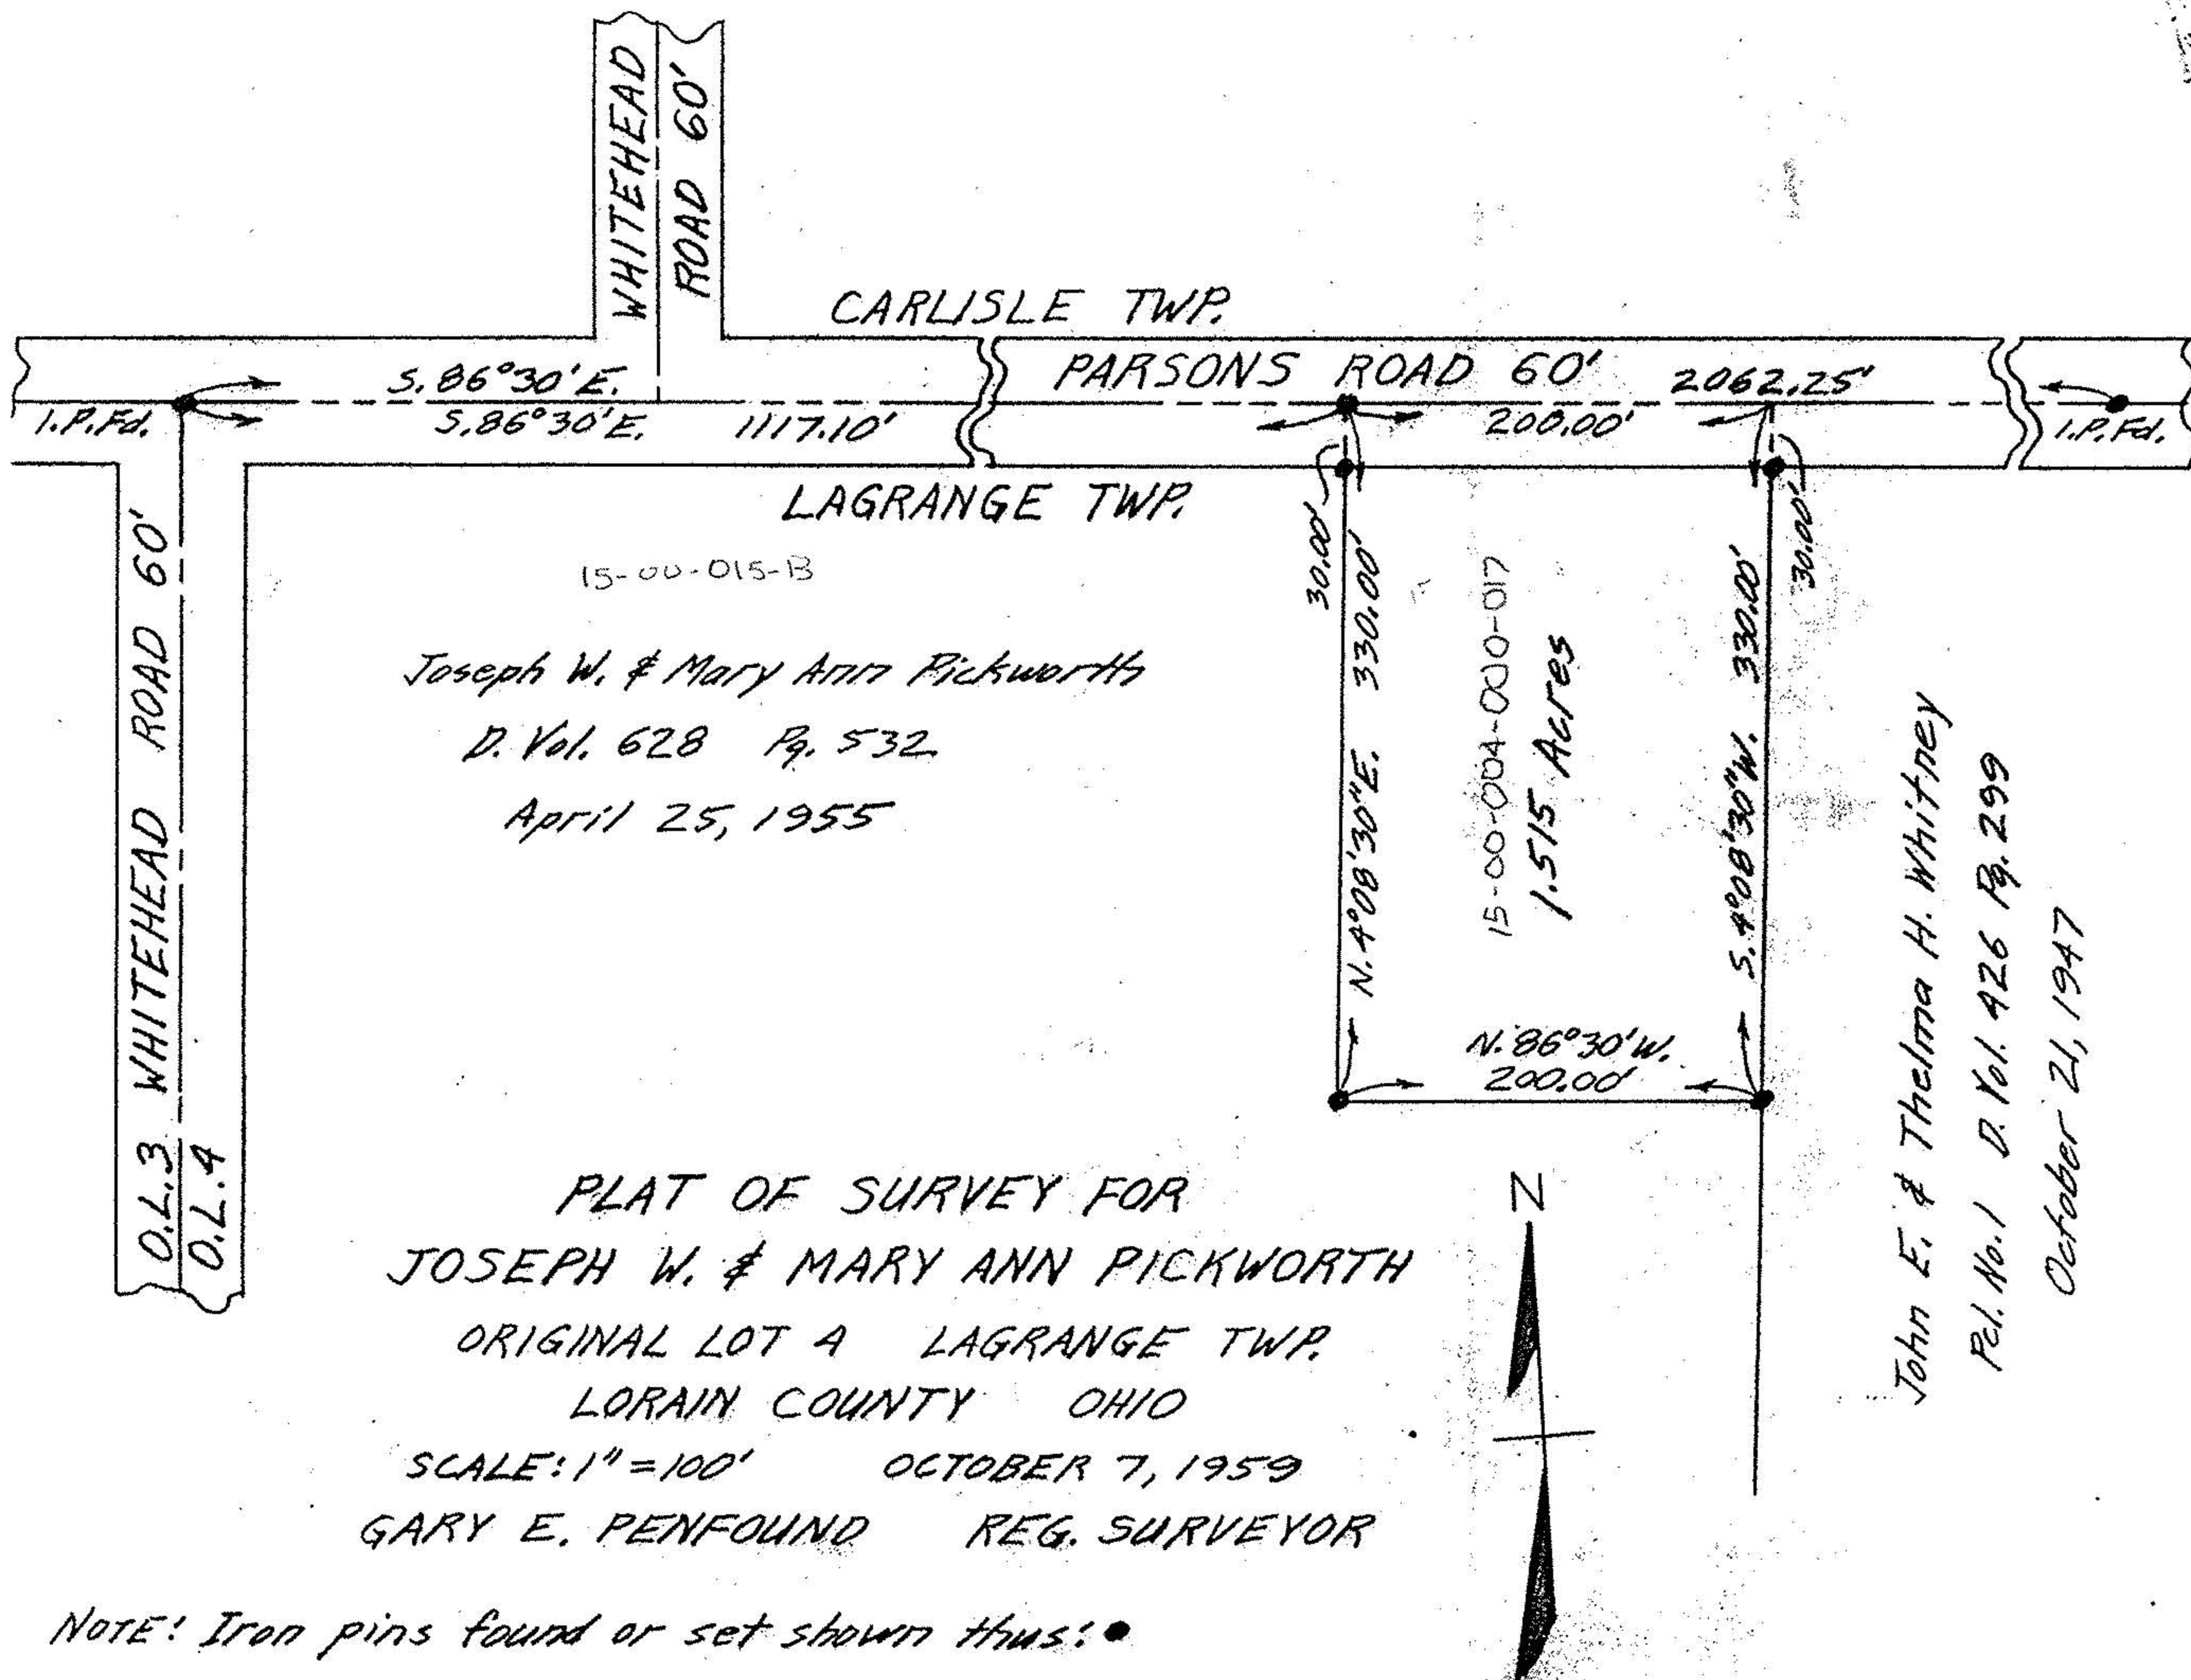 WHITEHEAD
ROAD 60'
CARLISLE TWP.
PARSONS ROAD 60'
2062.25'
S.86°30'E.
I.P.Fd.
S.86°30'E. 1117.10'
200.00'
I.P.Fd.
LAGRANGE TWP.
30.00'
30.00'
15-00-015-B
Joseph W. & Mary Ann Pickworth
D. Vol. 628 Pg. 532
April 25, 1955
WHITEHEAD ROAD 60'
O.L.3
O.L.4
N.4°08'30"E. 330.00'
15-00-004-000-017
1.515 Acres
S.4°08'30"W. 330.00'
N.86°30'W.
200.00'
John E. & Thelma H. Whitney
Pcl. No.1 D. Vol. 426 Pg. 299
October 21, 1947
PLAT OF SURVEY FOR
JOSEPH W. & MARY ANN PICKWORTH
ORIGINAL LOT 4 LAGRANGE TWP.
LORAIN COUNTY OHIO
SCALE: 1"=100' OCTOBER 7, 1959
GARY E. PENFOUND REG. SURVEYOR
N
NOTE: Iron pins found or set shown thus: ●